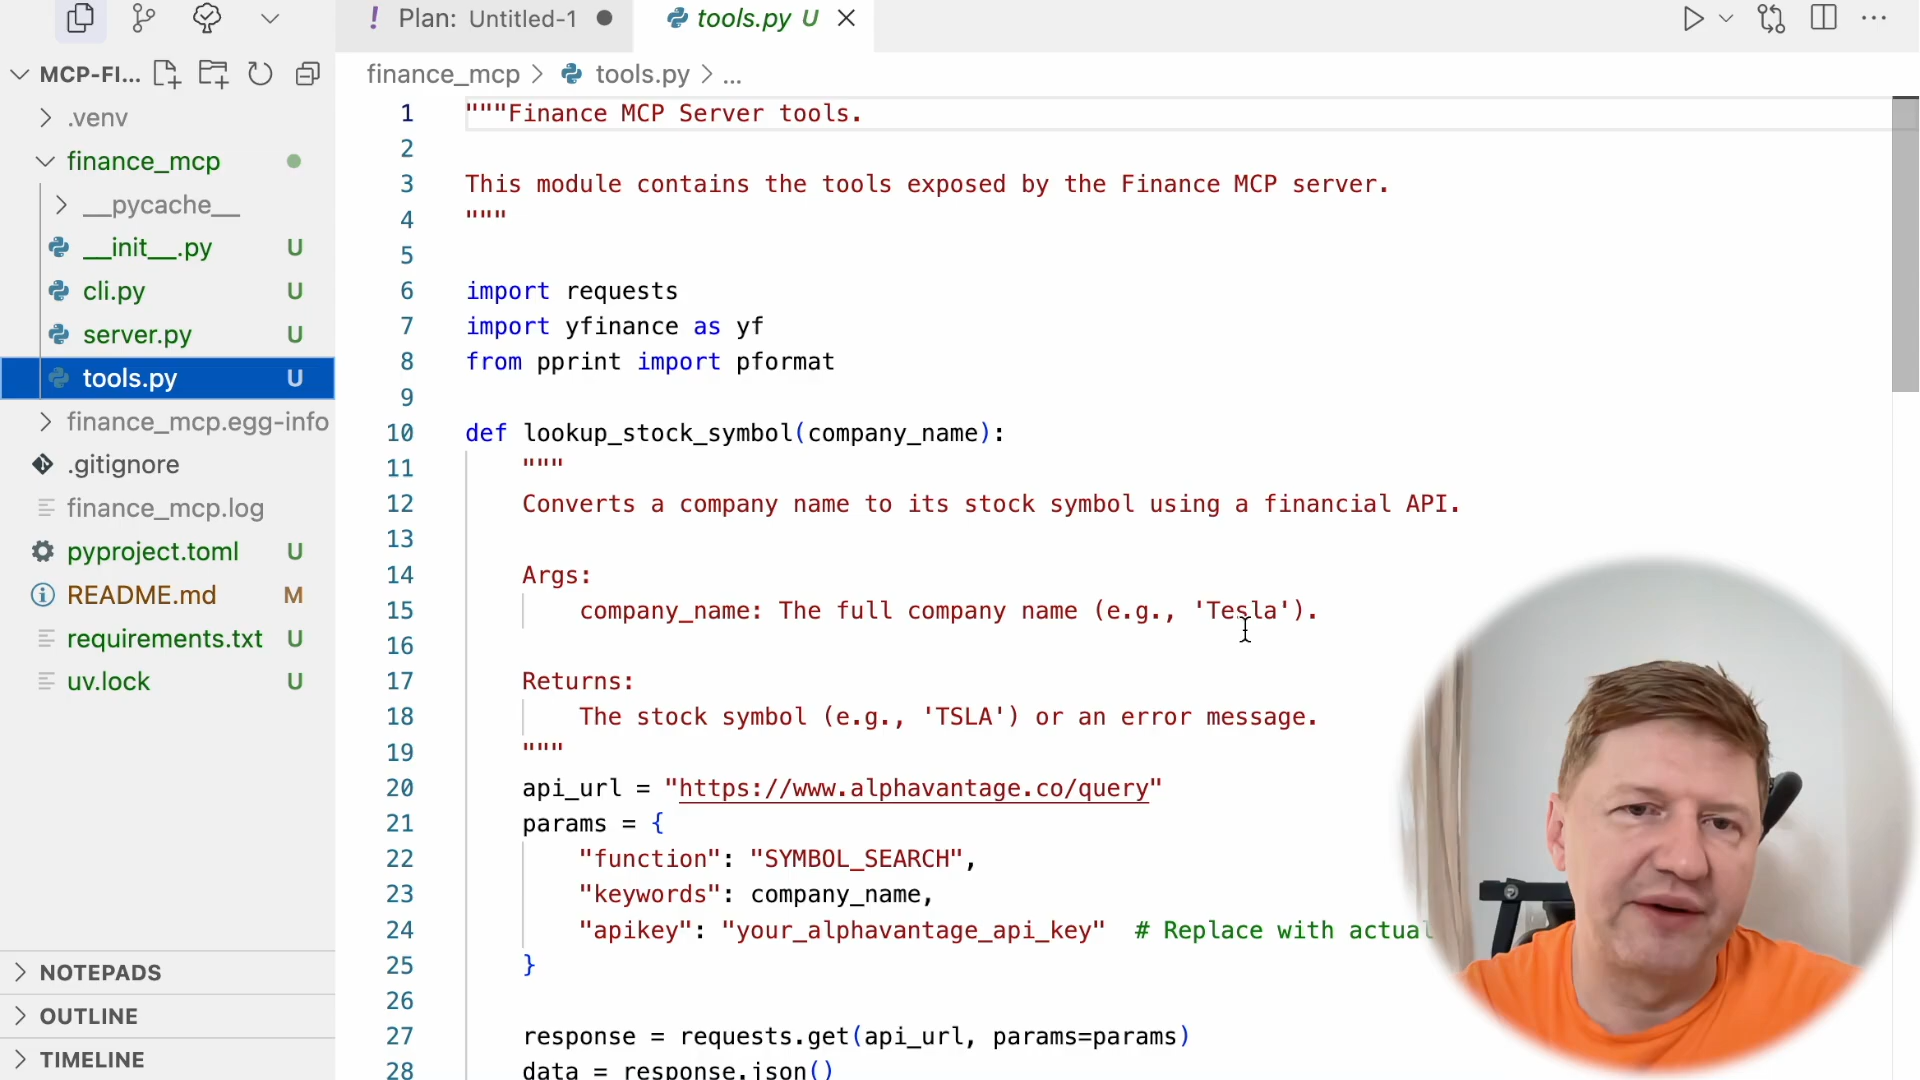 ! Plan: Untitled-1
tools.py U
MCP-FI...
.venv
finance_mcp
__pycache__
__init__.py U
cli.py U
server.py U
tools.py U
finance_mcp.egg-info
.gitignore
finance_mcp.log
pyproject.toml U
README.md M
requirements.txt U
uv.lock U
NOTEPADS
OUTLINE
TIMELINE
finance_mcp > tools.py > ...
1 """Finance MCP Server tools.
2
3 This module contains the tools exposed by the Finance MCP server.
4 """
5
6 import requests
7 import yfinance as yf
8 from pprint import pformat
9
10 def lookup_stock_symbol(company_name):
11 """
12 Converts a company name to its stock symbol using a financial API.
13
14 Args:
15 company_name: The full company name (e.g., 'Tesla').
16
17 Returns:
18 The stock symbol (e.g., 'TSLA') or an error message.
19 """
20 api_url = "https://www.alphavantage.co/query"
21 params = {
22 "function": "SYMBOL_SEARCH",
23 "keywords": company_name,
24 "apikey": "your_alphavantage_api_key" # Replace with actual
25 }
26
27 response = requests.get(api_url, params=params)
28 data = response.json()